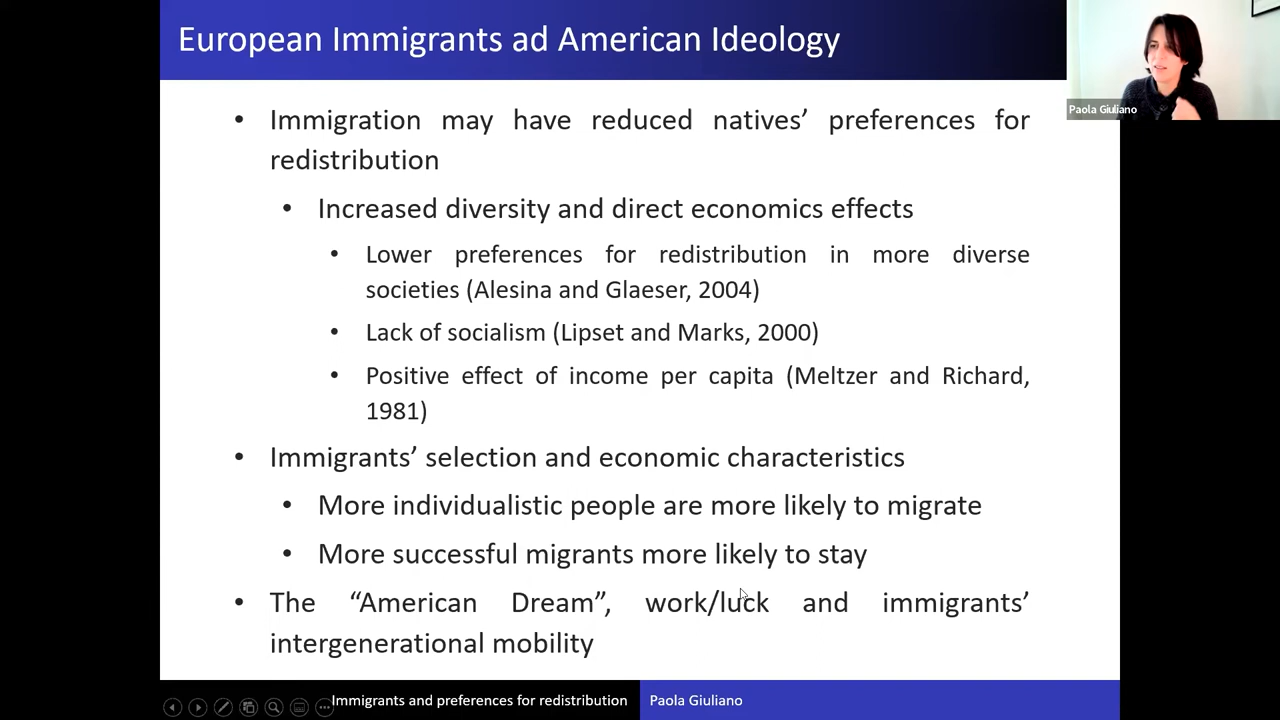 European Immigrants ad American Ideology
Paola Giuliano
• Immigration may have reduced natives’ preferences for
redistribution
• Increased diversity and direct economics effects
• Lower preferences for redistribution in more diverse
societies (Alesina and Glaeser, 2004)
• Lack of socialism (Lipset and Marks, 2000)
• Positive effect of income per capita (Meltzer and Richard,
1981)
• Immigrants’ selection and economic characteristics
• More individualistic people are more likely to migrate
• More successful migrants more likely to stay
• The “American Dream”, work/luck and immigrants’
intergenerational mobility
Immigrants and preferences for redistribution
Paola Giuliano